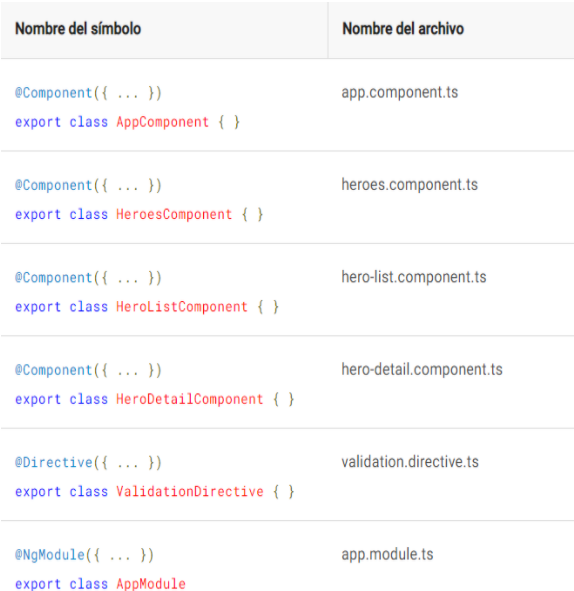 Nombre del símbolo Nombre del archivo
@Component({ ... }) app.component.ts
export class AppComponent { }
@Component({ ... }) heroes.component.ts
export class HeroesComponent { }
@Component({ ... }) hero-list.component.ts
export class HeroListComponent { }
@Component({ ... }) hero-detail.component.ts
export class HeroDetailComponent { }
@Directive({ ... }) validation.directive.ts
export class ValidationDirective { }
@NgModule({ ... }) app.module.ts
export class AppModule